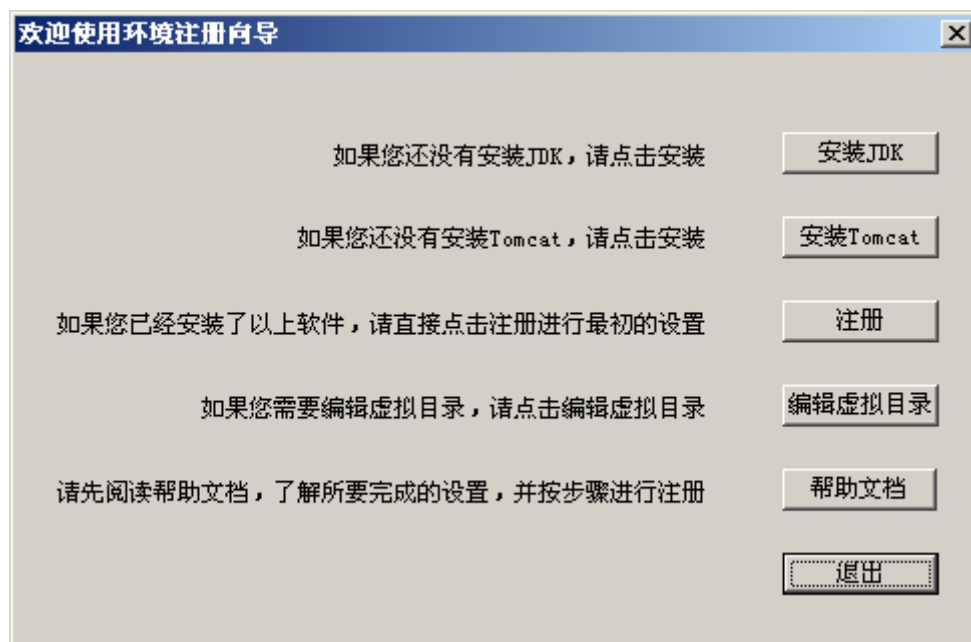 欢迎使用环境注册向导
如果您还没有安装JDK，请点击安装 安装JDK
如果您还没有安装Tomcat，请点击安装 安装Tomcat
如果您已经安装了以上软件，请直接点击注册进行最初的设置 注册
如果您需要编辑虚拟目录，请点击编辑虚拟目录 编辑虚拟目录
请先阅读帮助文档，了解所要完成的设置，并按步骤进行注册 帮助文档
退出